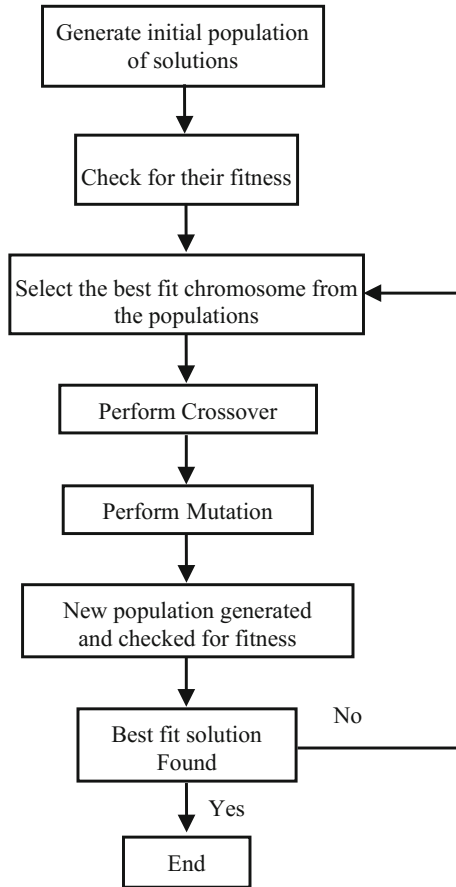 Generate initial population
of solutions
Check for their fitness
Select the best fit chromosome from
the populations
Perform Crossover
Perform Mutation
New population generated
and checked for fitness
No
Best fit solution
Found
Yes
End